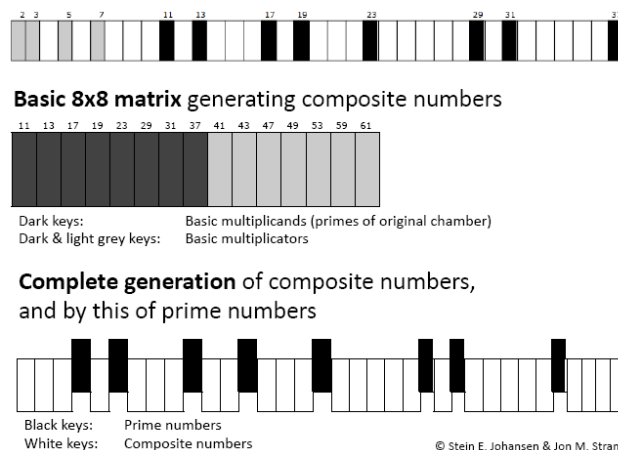 2 3 5 7 11 13 17 19 23 29 31
Basic 8x8 matrix generating composite numbers
11 13 17 19 23 29 31 37 41 43 47 49 53 59 61
Dark keys: Basic multiplicands (primes of original chamber)
Dark & light grey keys: Basic multiplicators
Complete generation of composite numbers,
and by this of prime numbers
Black keys: Prime numbers
White keys: Composite numbers
© Stein E. Johansen & Jon M.